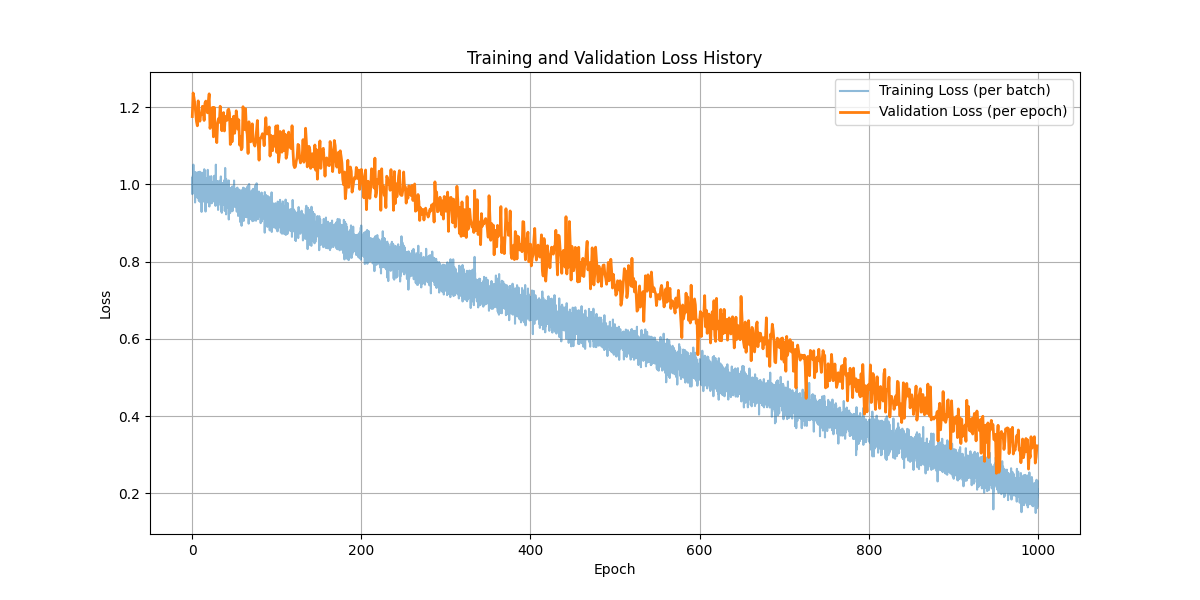 Training and Validation Loss History
Training Loss (per batch)
Validation Loss (per epoch)
Loss
1.2
1.0
0.8
0.6
0.4
0.2
0 200 400 600 800 1000
Epoch